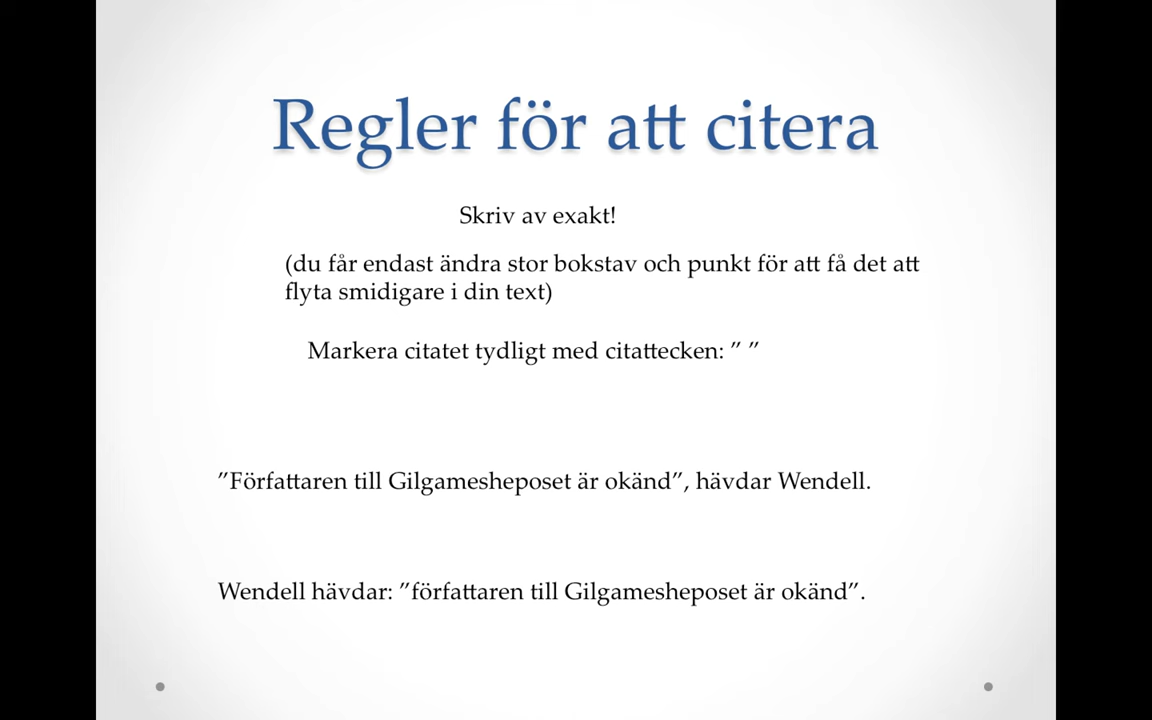 Regler för att citera
Skriv av exakt!
(du får endast ändra stor bokstav och punkt för att få det att
flyta smidigare i din text)
Markera citatet tydligt med citattecken: ” ”
”Författaren till Gilgamesheposet är okänd”, hävdar Wendell.
Wendell hävdar: ”författaren till Gilgamesheposet är okänd”.